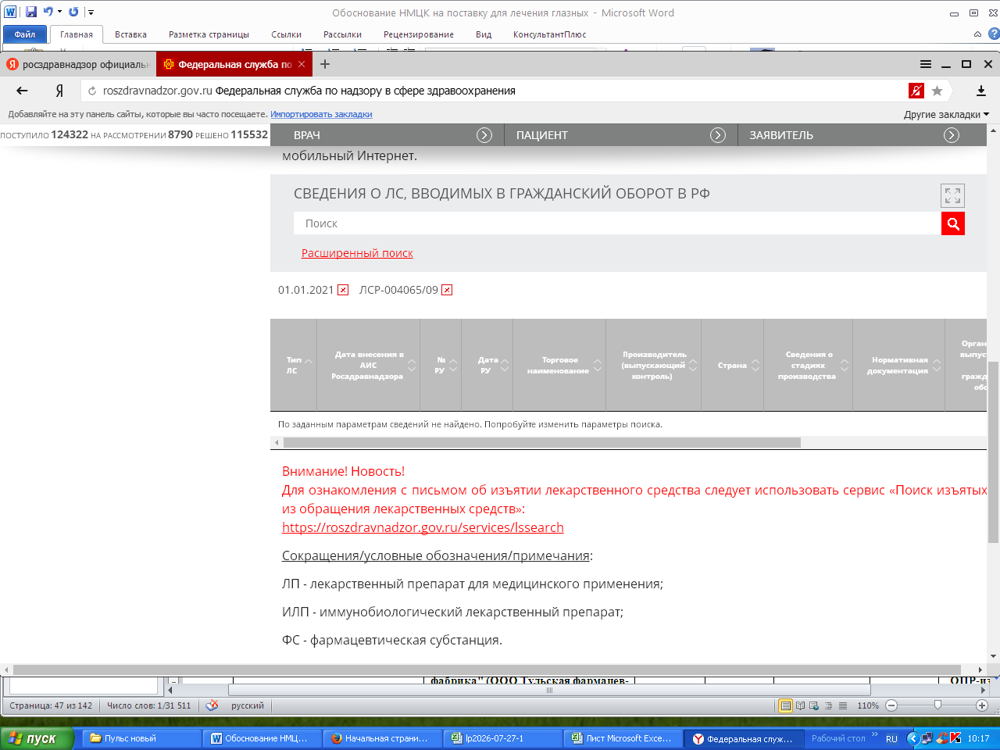 Обоснование НМЦК на поставку для лечения глазных - Microsoft Word
Файл Главная Вставка Разметка страницы Ссылки Рассылки Рецензирование Вид КонсультантПлюс
росздравнадзор официальн Федеральная служба по
roszdravnadzor.gov.ru Федеральная служба по надзору в сфере здравоохранения
Добавляйте на эту панель сайты, которые вы часто посещаете. Импортировать закладки Другие закладки
ПОСТУПИЛО 124322 НА РАССМОТРЕНИИ 8790 РЕШЕНО 115532 ВРАЧ ПАЦИЕНТ ЗАЯВИТЕЛЬ
мобильный Интернет.
СВЕДЕНИЯ О ЛС, ВВОДИМЫХ В ГРАЖДАНСКИЙ ОБОРОТ В РФ
Поиск
Расширенный поиск
01.01.2021 ЛСР-004065/09
Тип ЛС
Дата внесения в АИС Росздравнадзора
№ РУ
Дата РУ
Торговое наименование
Производитель (выпускающий контроль)
Страна
Сведения о стадиях производства
Нормативная документация
Орган
выпуст
гражд
обо
По заданным параметрам сведений не найдено. Попробуйте изменить параметры поиска.
Внимание! Новость!
Для ознакомления с письмом об изъятии лекарственного средства следует использовать сервис «Поиск изъятых
из обращения лекарственных средств»:
https://roszdravnadzor.gov.ru/services/lssearch
Сокращения/условные обозначения/примечания:
ЛП - лекарственный препарат для медицинского применения;
ИЛП - иммунобиологический лекарственный препарат;
ФС - фармацевтическая субстанция.
фабрика" (ООО Тульская фармацев- ОПР-из
Страница: 47 из 142 Число слов: 1/31 511 русский 110%
пуск Пульс новый Обоснование НМЦ... Начальная страни... lp2026-07-27-1 Лист Microsoft Exce... Федеральная служ... Рабочий стол RU 10:17